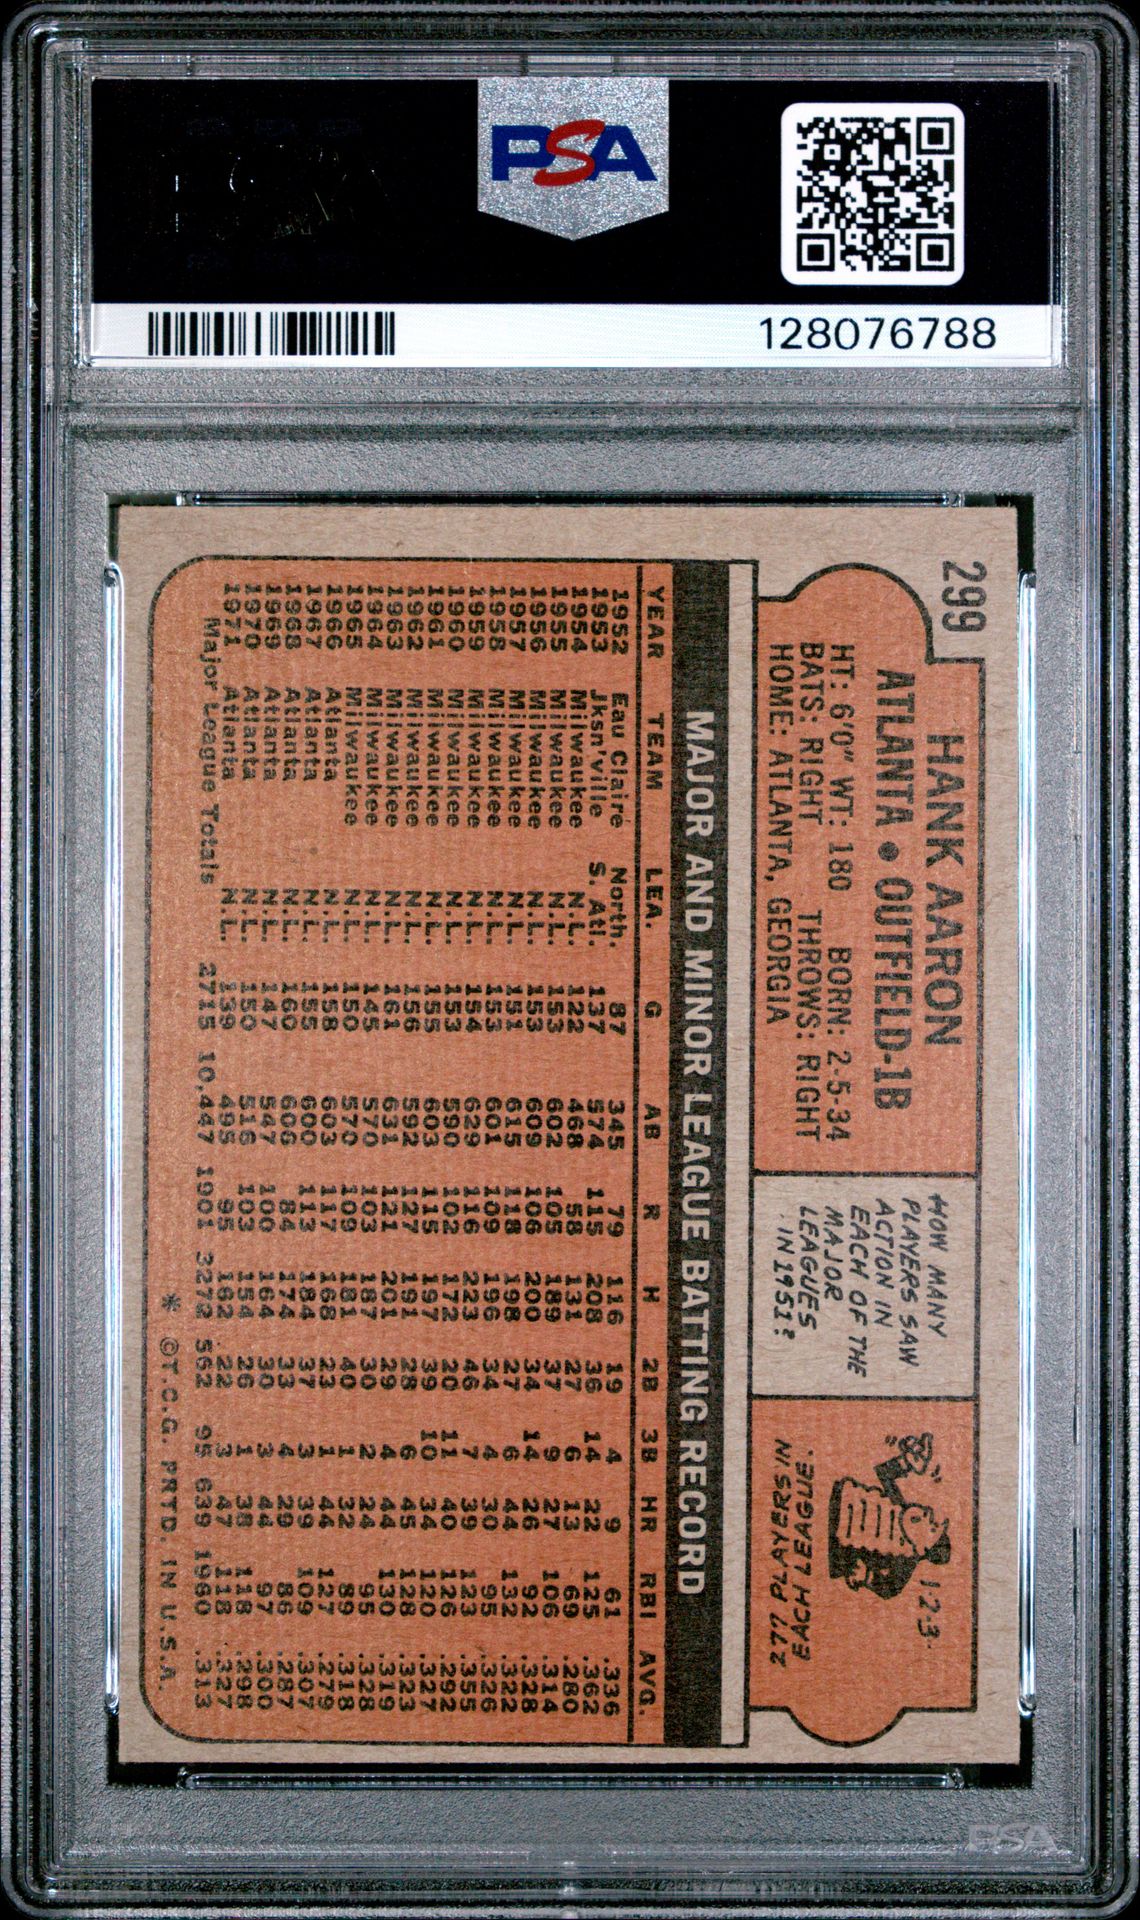 PSA
128076788
299
HANK AARON
ATLANTA • OUTFIELD-1B
HT: 6'0" WT: 180 BORN: 2-5-34
BATS: RIGHT THROWS: RIGHT
HOME: ATLANTA, GEORGIA
HOW MANY
PLAYERS SAW
ACTION IN
EACH OF THE
MAJOR
LEAGUES
IN 1951?
1-2-3.
277 PLAYERS IN
EACH LEAGUE.
MAJOR AND MINOR LEAGUE BATTING RECORD
YEAR TEAM LEA. G AB R H 2B 3B HR RBI AVG.
1952 Eau Claire North. 87 345 79 116 19 4 9 61 .336
1953 Jksn'ville S. Atl. 137 574 115 208 36 14 22 125 .362
1954 Milwaukee N.L. 122 468 58 131 27 6 13 69 .280
1955 Milwaukee N.L. 153 602 105 189 37 9 27 106 .314
1956 Milwaukee N.L. 153 609 106 200 34 14 26 92 .328
1957 Milwaukee N.L. 151 615 118 198 27 6 44 132 .322
1958 Milwaukee N.L. 153 601 109 196 34 4 30 95 .326
1959 Milwaukee N.L. 154 629 116 223 46 7 39 123 .355
1960 Milwaukee N.L. 153 590 102 172 20 11 40 126 .292
1961 Milwaukee N.L. 155 603 115 197 39 10 34 120 .327
1962 Milwaukee N.L. 156 592 127 191 28 6 45 128 .323
1963 Milwaukee N.L. 161 631 121 201 29 4 44 130 .319
1964 Milwaukee N.L. 145 570 103 187 30 2 24 95 .328
1965 Milwaukee N.L. 150 570 109 181 40 1 32 89 .318
1966 Atlanta N.L. 158 603 117 168 23 1 44 127 .279
1967 Atlanta N.L. 155 600 113 184 37 3 39 109 .307
1968 Atlanta N.L. 160 606 84 174 33 4 29 86 .287
1969 Atlanta N.L. 147 547 100 164 30 3 44 97 .300
1970 Atlanta N.L. 150 516 103 154 26 1 38 118 .298
1971 Atlanta N.L. 139 495 95 162 22 3 47 118 .327
Major League Totals 2715 10,447 1901 3272 562 95 639 1960 .313
* ©T.C.G. PRTD. IN U.S.A.
PSA